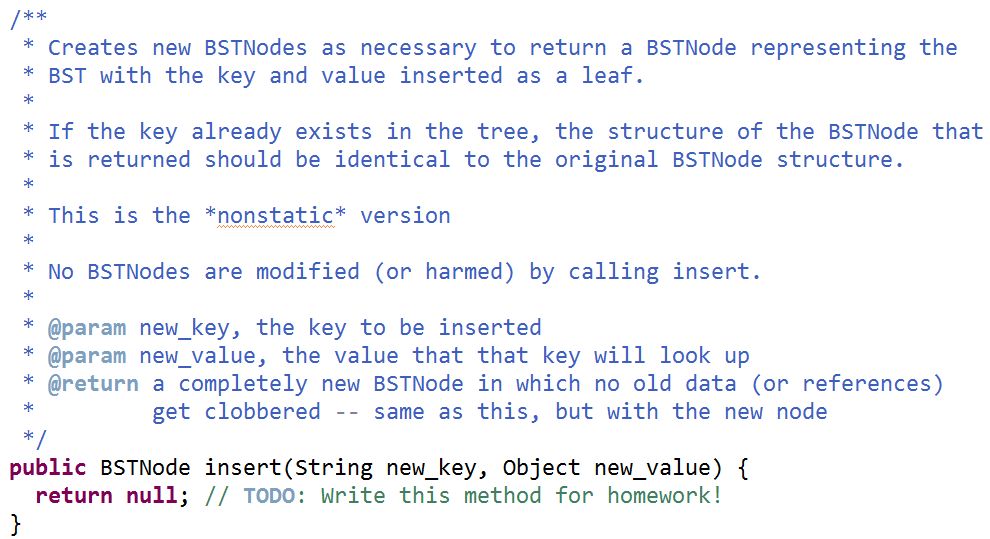 /**
 * Creates new BSTNodes as necessary to return a BSTNode representing the
 * BST with the key and value inserted as a leaf.
 *
 * If the key already exists in the tree, the structure of the BSTNode that
 * is returned should be identical to the original BSTNode structure.
 *
 * This is the *nonstatic* version
 *
 * No BSTNodes are modified (or harmed) by calling insert.
 *
 * @param new_key, the key to be inserted
 * @param new_value, the value that that key will look up
 * @return a completely new BSTNode in which no old data (or references)
 *         get clobbered -- same as this, but with the new node
 */
public BSTNode insert(String new_key, Object new_value) {
  return null; // TODO: Write this method for homework!
}